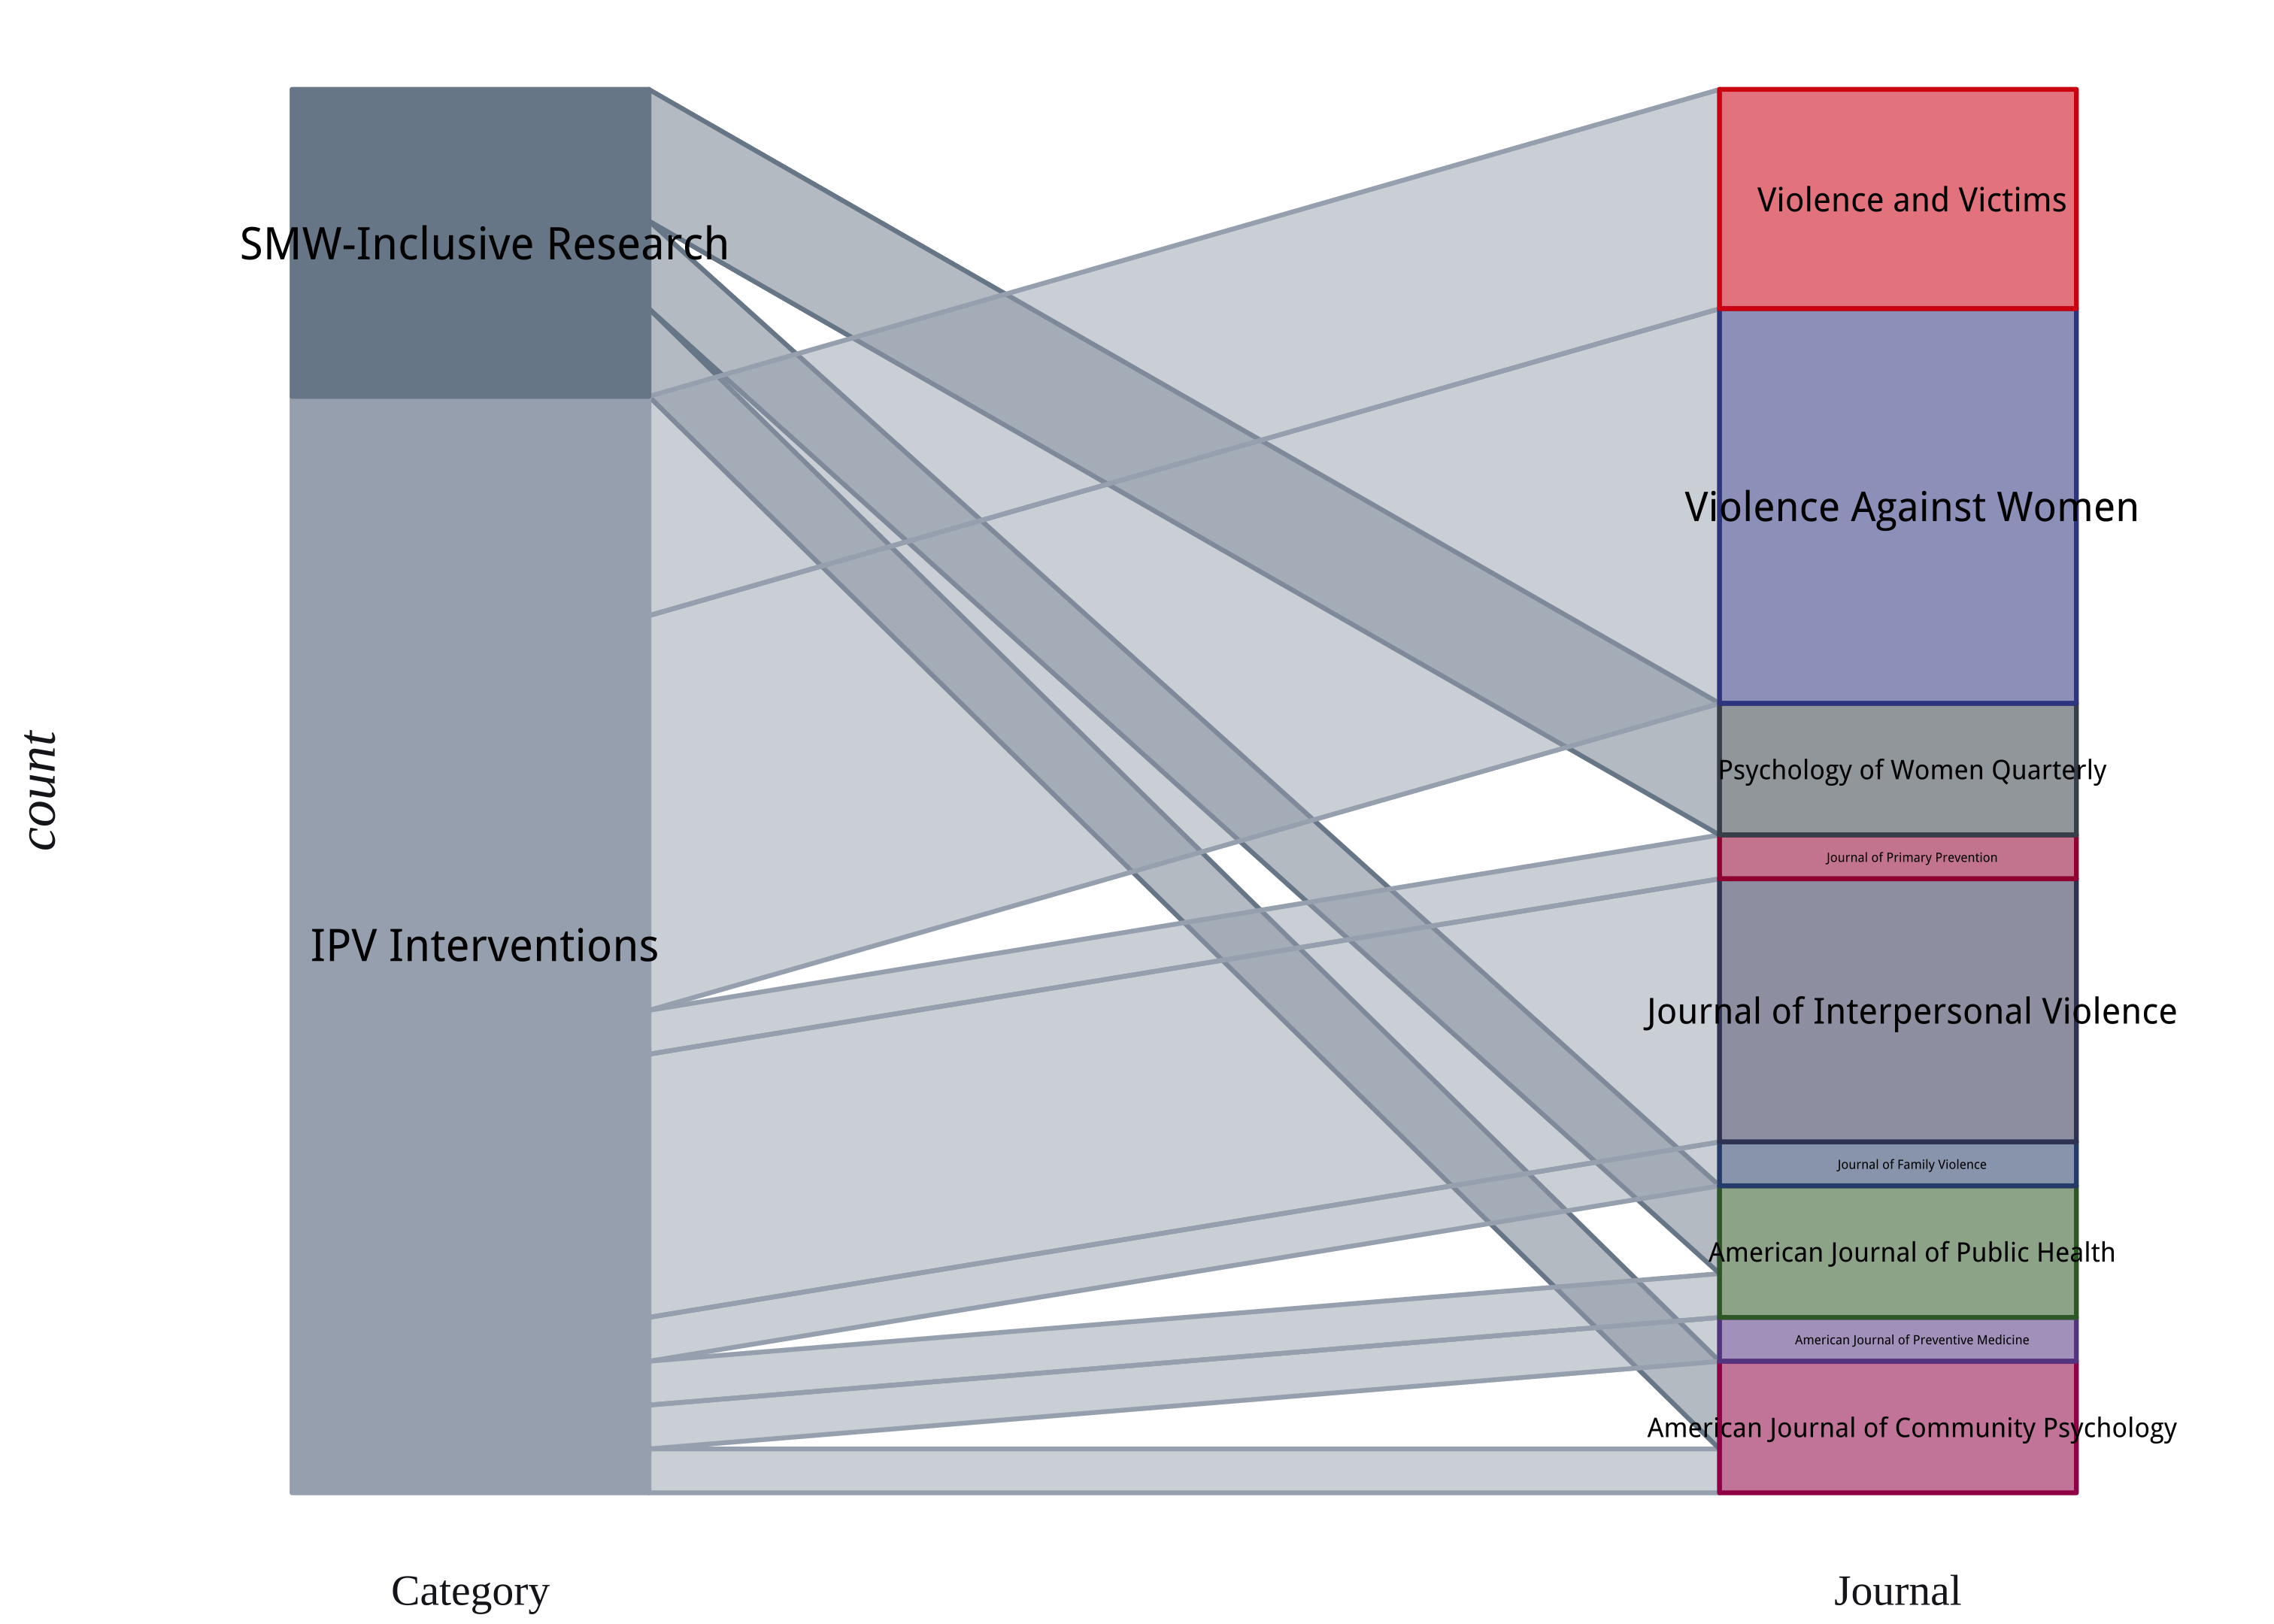 count
SMW-Inclusive Research
IPV Interventions
Violence and Victims
Violence Against Women
Psychology of Women Quarterly
Journal of Primary Prevention
Journal of Interpersonal Violence
Journal of Family Violence
American Journal of Public Health
American Journal of Preventive Medicine
American Journal of Community Psychology
Category
Journal